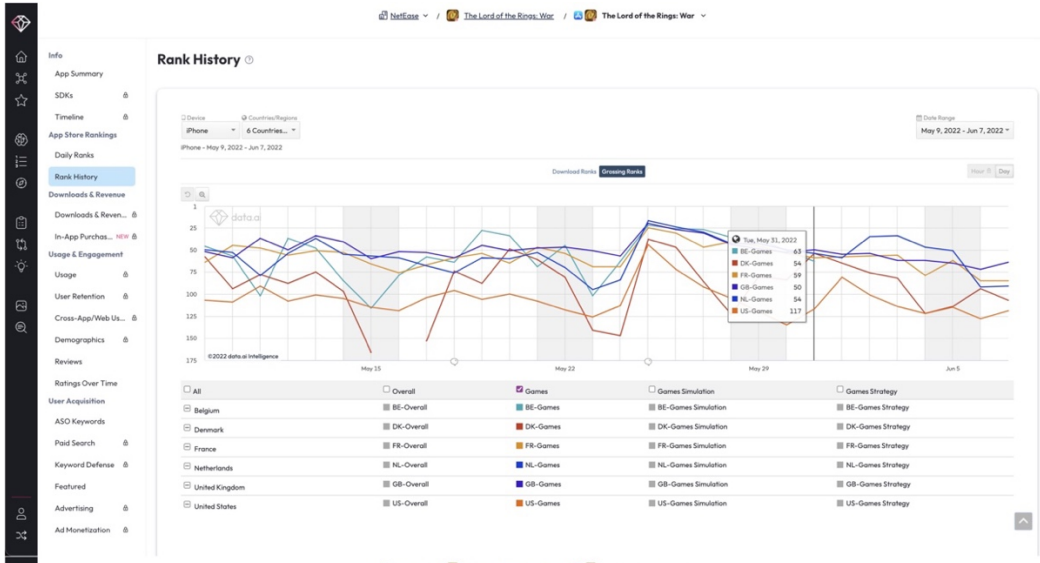 NetEase / The Lord of the Rings: War / The Lord of the Rings: War
Info
App Summary
SDKs
Timeline
App Store Rankings
Daily Ranks
Rank History
Downloads & Revenue
Downloads & Reven...
In-App Purchas... NEW
Usage & Engagement
Usage
User Retention
Cross-App/Web Us...
Demographics
Reviews
Ratings Over Time
User Acquisition
ASO Keywords
Paid Search
Keyword Defense
Featured
Advertising
Ad Monetization
Rank History
Device Countries/Regions
iPhone 6 Countries...
iPhone - May 9, 2022 - Jun 7, 2022
Date Range
May 9, 2022 - Jun 7, 2022
Download Ranks Grossing Ranks
Hour Day
data.ai
1
25
50
75
100
125
150
175
©2022 data.ai Intelligence
May 15 May 22 May 29 Jun 5
Tue, May 31, 2022
BE-Games 63
DK-Games 54
FR-Games 59
GB-Games 50
NL-Games 54
US-Games 117
All Overall Games Games Simulation Games Strategy
Belgium BE-Overall BE-Games BE-Games Simulation BE-Games Strategy
Denmark DK-Overall DK-Games DK-Games Simulation DK-Games Strategy
France FR-Overall FR-Games FR-Games Simulation FR-Games Strategy
Netherlands NL-Overall NL-Games NL-Games Simulation NL-Games Strategy
United Kingdom GB-Overall GB-Games GB-Games Simulation GB-Games Strategy
United States US-Overall US-Games US-Games Simulation US-Games Strategy